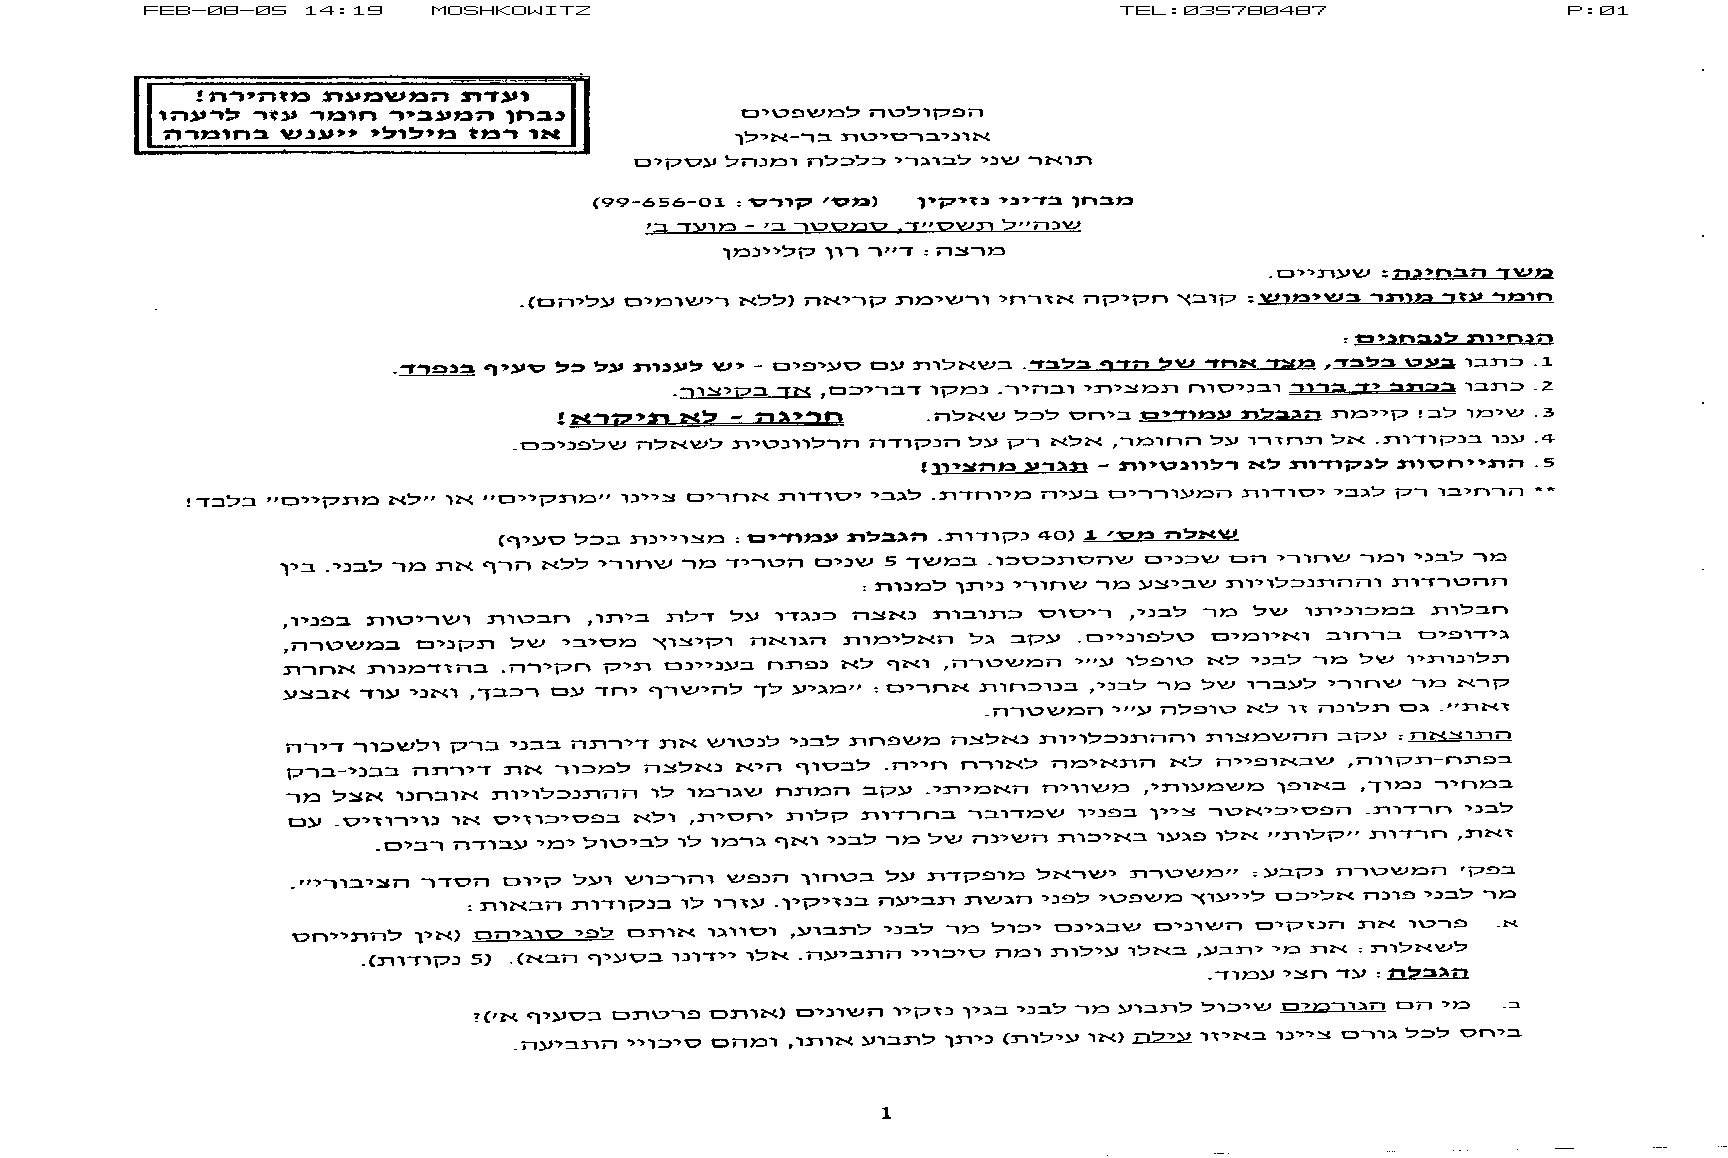 FEB-08-05 14:19 MOSHKOWITZ TEL:035780487 P:01
ועדת המשמעת מזהירה!
נבחן המעביר חומר עזר לרעהו
או רמז מילולי ייענש בחומרה
הפקולטה למשפטים
אוניברסיטת בר-אילן
תואר שני לבוגרי כלכלה ומנהל עסקים
מבחן בדיני נזיקין (מס' קורס: 99-656-01)
שנה"ל תשס"ד, סמסטר ב' - מועד ב'
מרצה: ד"ר רון קליינמן
משך הבחינה: שעתיים.
חומר עזר מותר בשימוש: קובץ חקיקה אזרחי ורשימת קריאה (ללא רישומים עליהם).
הנחיות לנבחנים:
1. כתבו בעט בלבד, מצד אחד של הדף בלבד. בשאלות עם סעיפים - יש לענות על כל סעיף בנפרד.
2. כתבו בכתב יד ברור ובניסוח תמציתי ובהיר. נמקו דבריכם, אך בקיצור.
3. שימו לב! קיימת הגבלת עמודים ביחס לכל שאלה. חריגה - לא תיקרא!
4. ענו בנקודות. אל תחזרו על החומר, אלא רק על הנקודה הרלוונטית לשאלה שלפניכם.
5. התייחסות לנקודות לא רלוונטיות - תגרע מהציון!
** הרחיבו רק לגבי יסודות המעוררים בעיה מיוחדת. לגבי יסודות אחרים ציינו "מתקיים" או "לא מתקיים" בלבד!
שאלה מס' 1 (40 נקודות. הגבלת עמודים: מצויינת בכל סעיף)
מר לבני ומר שחורי הם שכנים שהסתכסכו. במשך 5 שנים הטריד מר שחורי ללא הרף את מר לבני. בין
ההטרדות וההתנכלויות שביצע מר שחורי ניתן למנות:
חבלות במכוניתו של מר לבני, ריסוס כתובות נאצה כנגדו על דלת ביתו, חבטות ושריטות בפניו,
גידופים ברחוב ואיומים טלפוניים. עקב גל האלימות הגואה וקיצוץ מסיבי של תקנים במשטרה,
תלונותיו של מר לבני לא טופלו ע"י המשטרה, ואף לא נפתח בעניינם תיק חקירה. בהזדמנות אחרת
קרא מר שחורי לעברו של מר לבני, בנוכחות אחרים: "מגיע לך להישרף יחד עם רכבך, ואני עוד אבצע
זאת". גם תלונה זו לא טופלה ע"י המשטרה.
התוצאה: עקב ההשמצות וההתנכלויות נאלצה משפחת לבני לנטוש את דירתה בבני ברק ולשכור דירה
בפתח-תקווה, שבאופייה לא התאימה לאורח חייה. לבסוף היא נאלצה למכור את דירתה בבני-ברק
במחיר נמוך, באופן משמעותי, משוויה האמיתי. עקב המתח שגרמו לו ההתנכלויות אובחנו אצל מר
לבני חרדות. הפסיכיאטר ציין בפניו שמדובר בחרדות קלות יחסית, ולא בפסיכוזיס או נוירוזיס. עם
זאת, חרדות "קלות" אלו פגעו באיכות השינה של מר לבני ואף גרמו לו לביטול ימי עבודה רבים.
בפק' המשטרה נקבע: "משטרת ישראל מופקדת על בטחון הנפש והרכוש ועל קיום הסדר הציבורי".
מר לבני פונה אליכם לייעוץ משפטי לפני הגשת תביעה בנזיקין. עזרו לו בנקודות הבאות:
א. פרטו את הנזקים השונים שבגינם יכול מר לבני לתבוע, וסווגו אותם לפי סוגיהם (אין להתייחס
לשאלות: את מי יתבע, באלו עילות ומה סיכויי התביעה. אלו יידונו בסעיף הבא). (5 נקודות).
הגבלת: עד חצי עמוד.
ב. מי הם הגורמים שיכול לתבוע מר לבני בגין נזקיו השונים (אותם פרטתם בסעיף א')?
ביחס לכל גורם ציינו באיזו עילה (או עילות) ניתן לתבוע אותו, ומהם סיכויי התביעה.
1